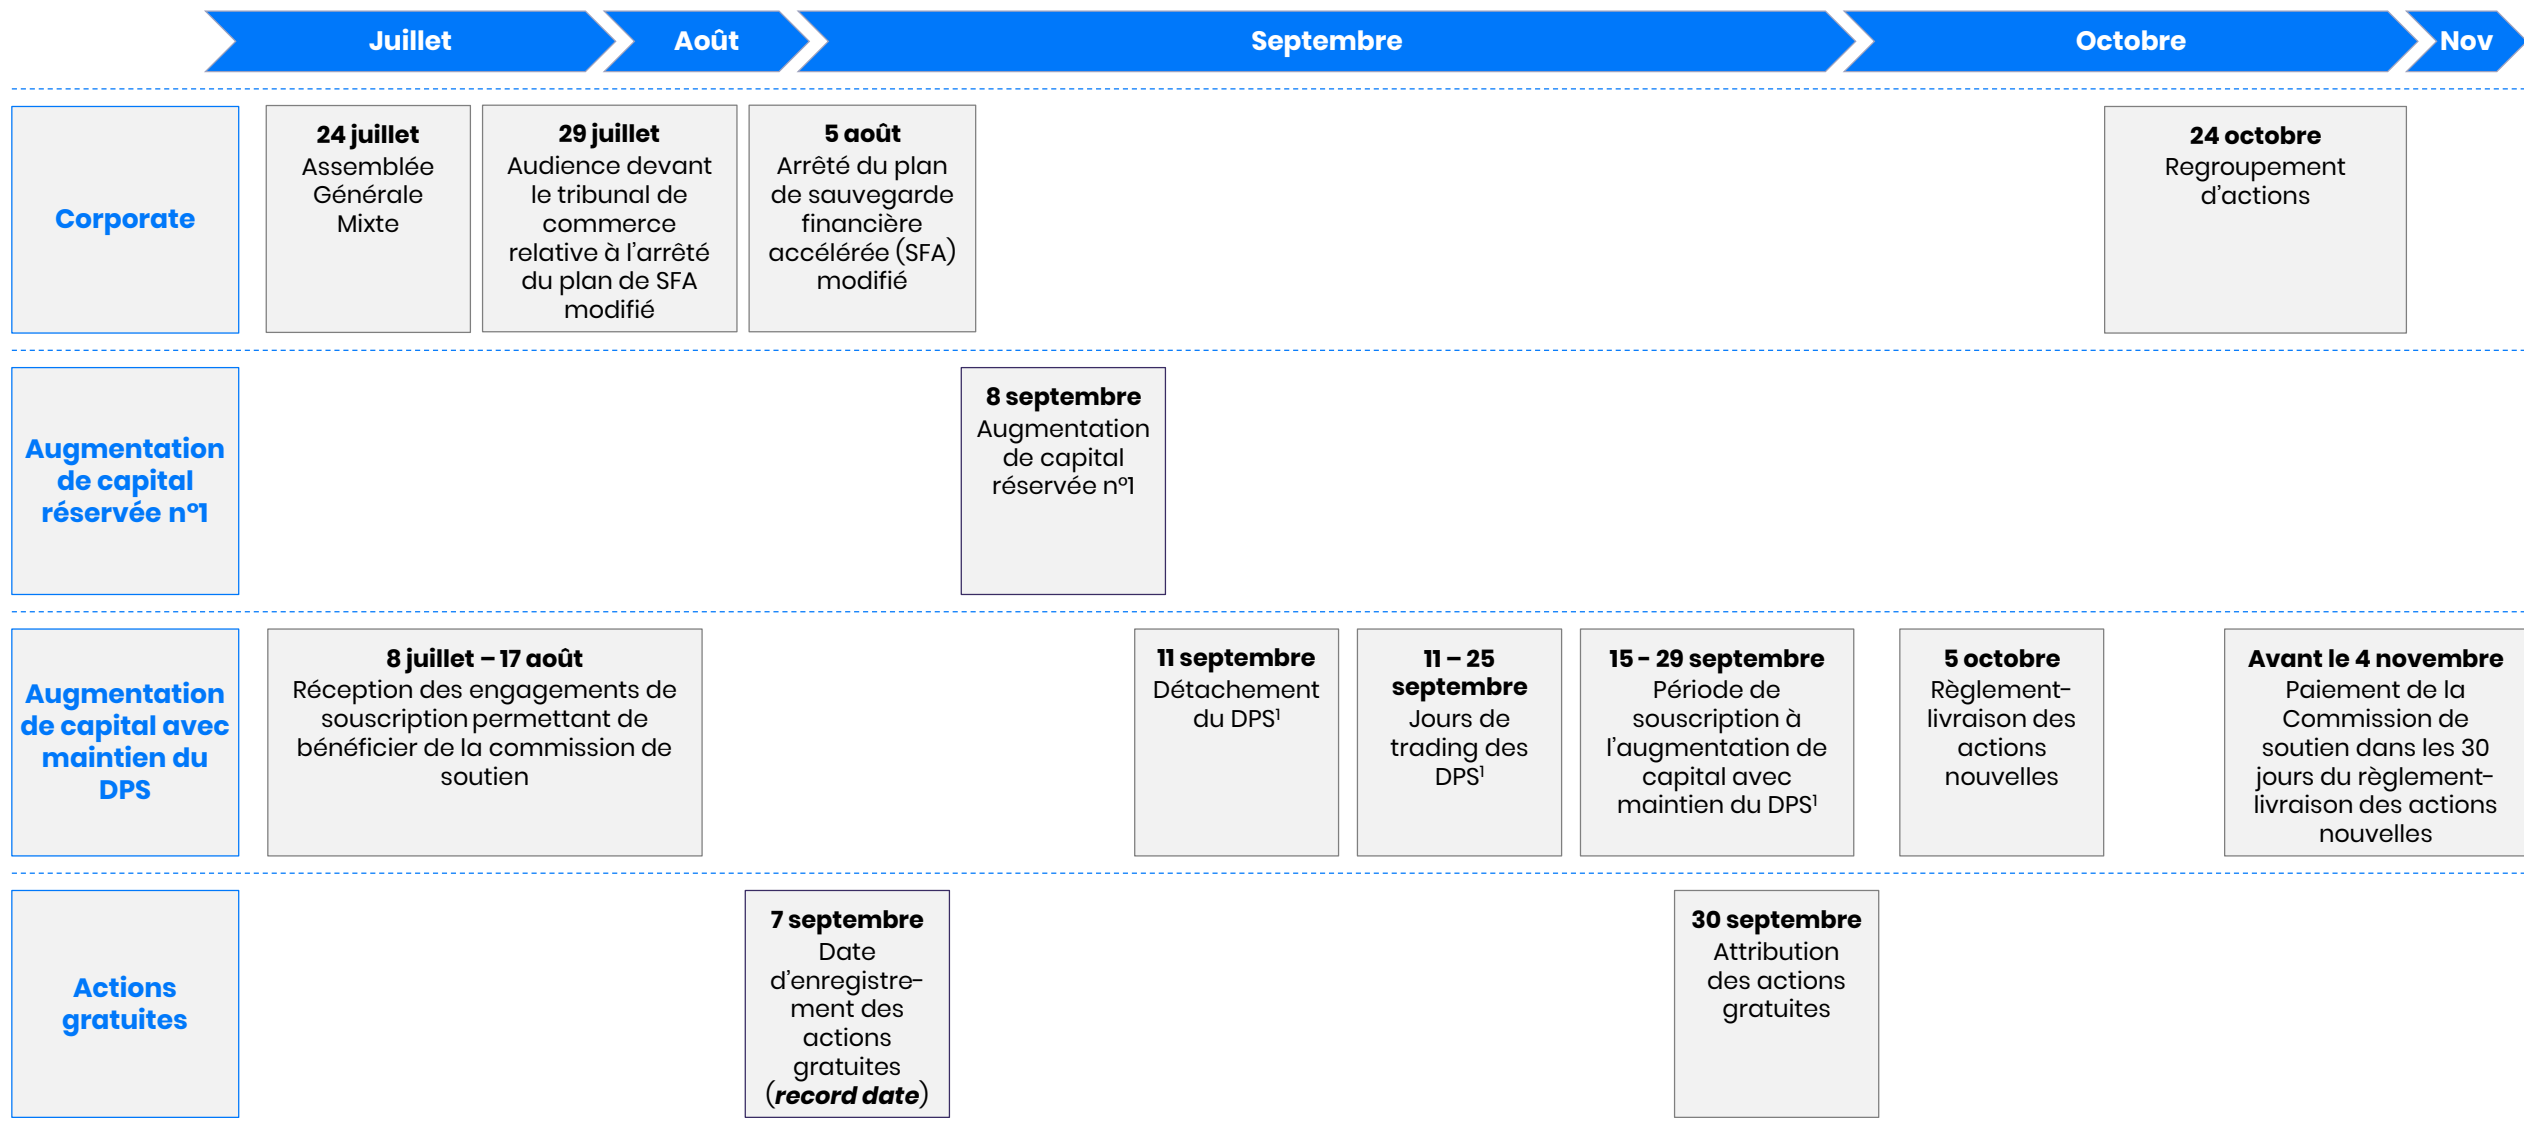 Juillet
Août
Septembre
Octobre
Nov
Corporate
24 juillet
Assemblée
Générale
Mixte
29 juillet
Audience devant
le tribunal de
commerce
relative à l’arrêté
du plan de SFA
modifié
5 août
Arrêté du plan
de sauvegarde
financière
accélérée (SFA)
modifié
24 octobre
Regroupement
d’actions
Augmentation
de capital
réservée n°1
8 septembre
Augmentation
de capital
réservée n°1
Augmentation
de capital avec
maintien du
DPS
8 juillet – 17 août
Réception des engagements de
souscription permettant de
bénéficier de la commission de
soutien
11 septembre
Détachement
du DPS¹
11 – 25
septembre
Jours de
trading des
DPS¹
15 - 29 septembre
Période de
souscription à
l’augmentation de
capital avec
maintien du DPS¹
5 octobre
Règlement-
livraison des
actions
nouvelles
Avant le 4 novembre
Paiement de la
Commission de
soutien dans les 30
jours du règlement-
livraison des actions
nouvelles
Actions
gratuites
7 septembre
Date
d’enregistre-
ment des
actions
gratuites
(record date)
30 septembre
Attribution
des actions
gratuites